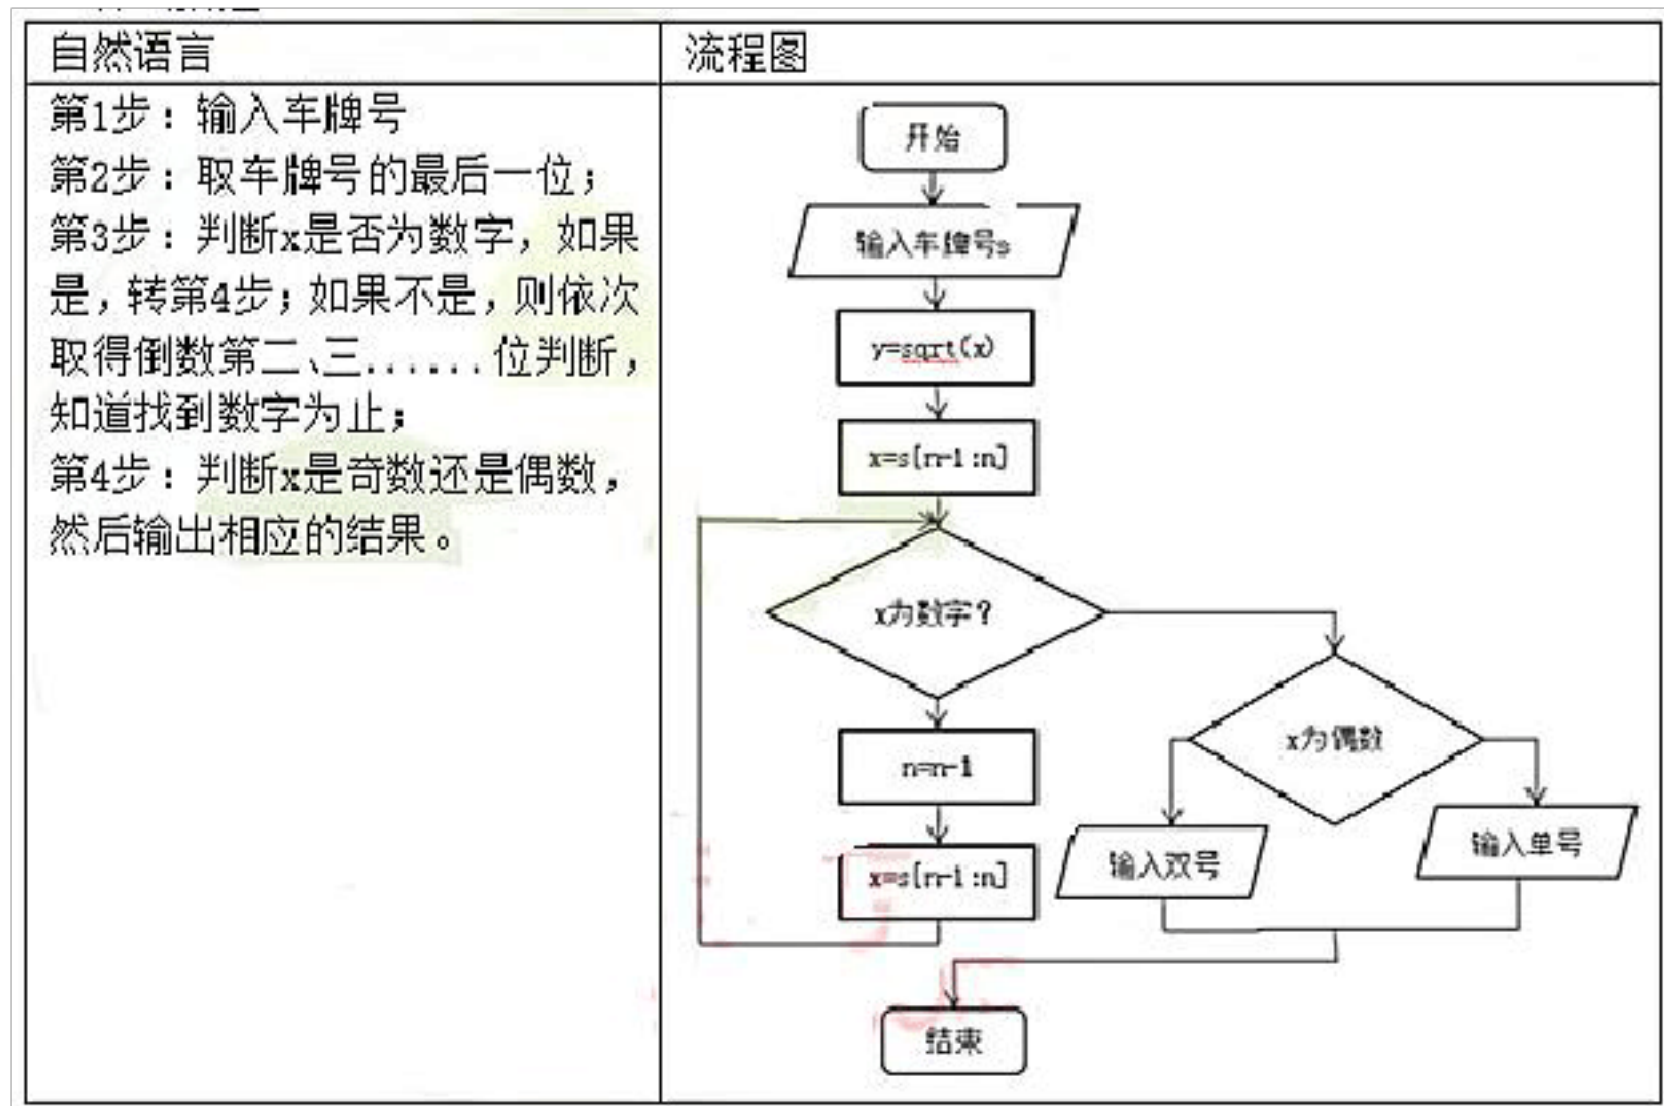 自然语言
第1步：输入车牌号
第2步：取车牌号的最后一位；
第3步：判断x是否为数字，如果
是，转第4步；如果不是，则依次
取得倒数第二、三......位判断，
知道找到数字为止；
第4步：判断x是奇数还是偶数，
然后输出相应的结果。
流程图
开始
输入车牌号s
y=sqrt(x)
x=s[n-1:n]
x为数字？
n=n-1
x=s[n-1:n]
x为偶数
输入双号
输入单号
结束